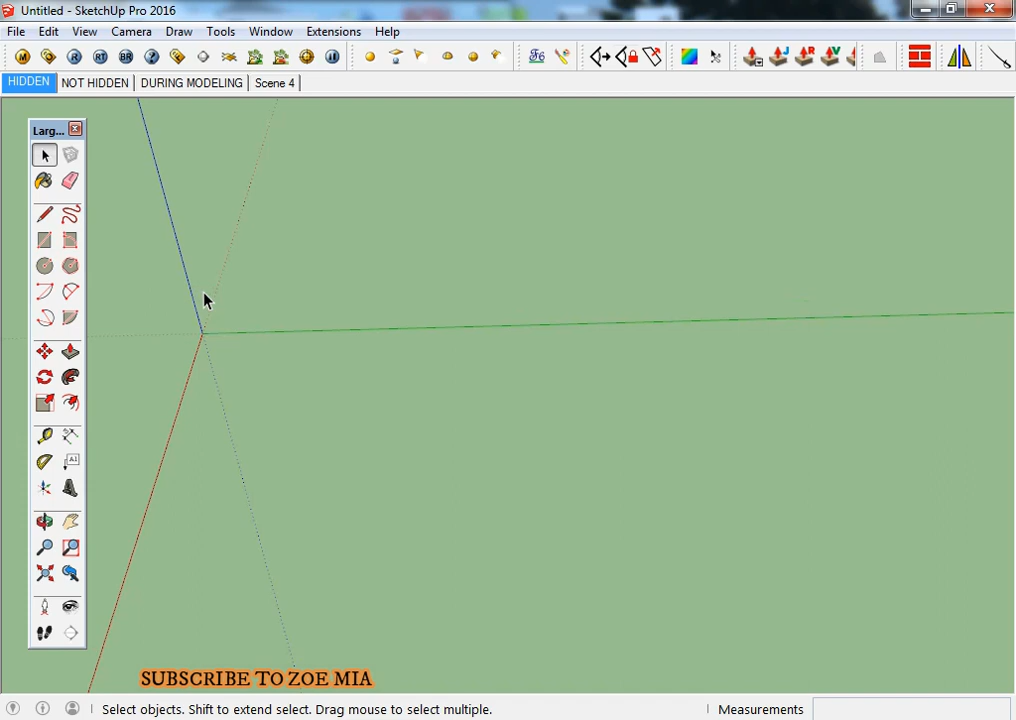 Untitled - SketchUp Pro 2016
File Edit View Camera Draw Tools Window Extensions Help
HIDDEN NOT HIDDEN DURING MODELING Scene 4
Larg...
SUBSCRIBE TO ZOE MIA
Select objects. Shift to extend select. Drag mouse to select multiple. Measurements